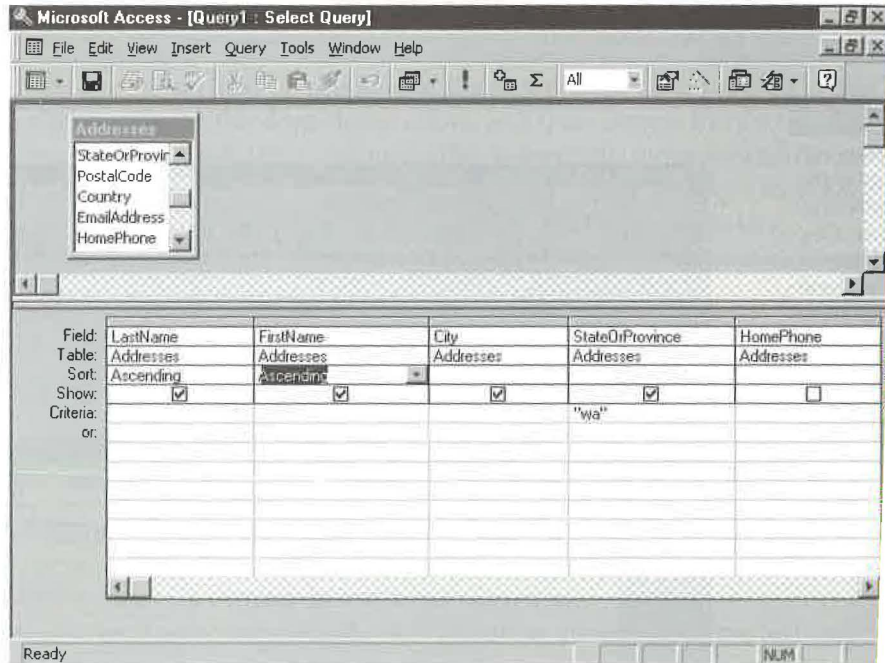 Microsoft Access - [Query1 : Select Query]
File Edit View Insert Query Tools Window Help
All
Addresses
StateOrProvin
PostalCode
Country
EmailAddress
HomePhone
Field: LastName FirstName City StateOrProvince HomePhone
Table: Addresses Addresses Addresses Addresses Addresses
Sort: Ascending Ascending
Show:
Criteria: "wa"
or:
Ready NUM